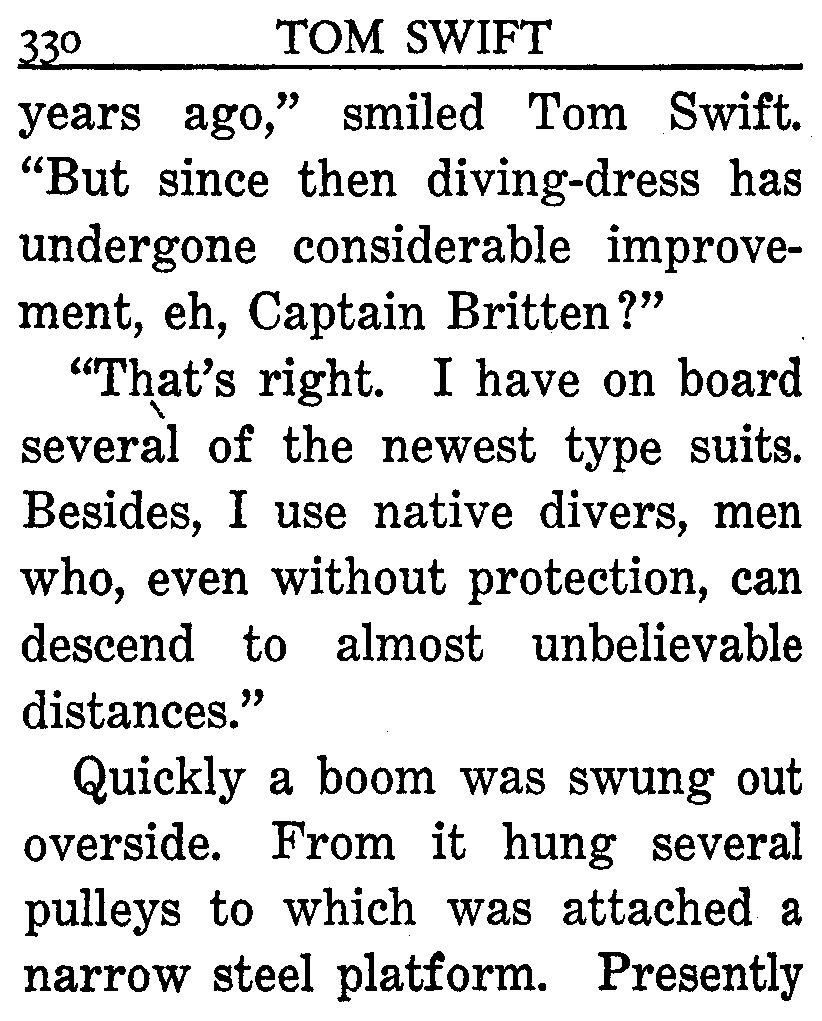 330 TOM SWIFT
years ago,” smiled Tom Swift.
“But since then diving-dress has
undergone considerable improve-
ment, eh, Captain Britten?”
“That’s right. I have on board
several of the newest type suits.
Besides, I use native divers, men
who, even without protection, can
descend to almost unbelievable
distances.”
Quickly a boom was swung out
overside. From it hung several
pulleys to which was attached a
narrow steel platform. Presently